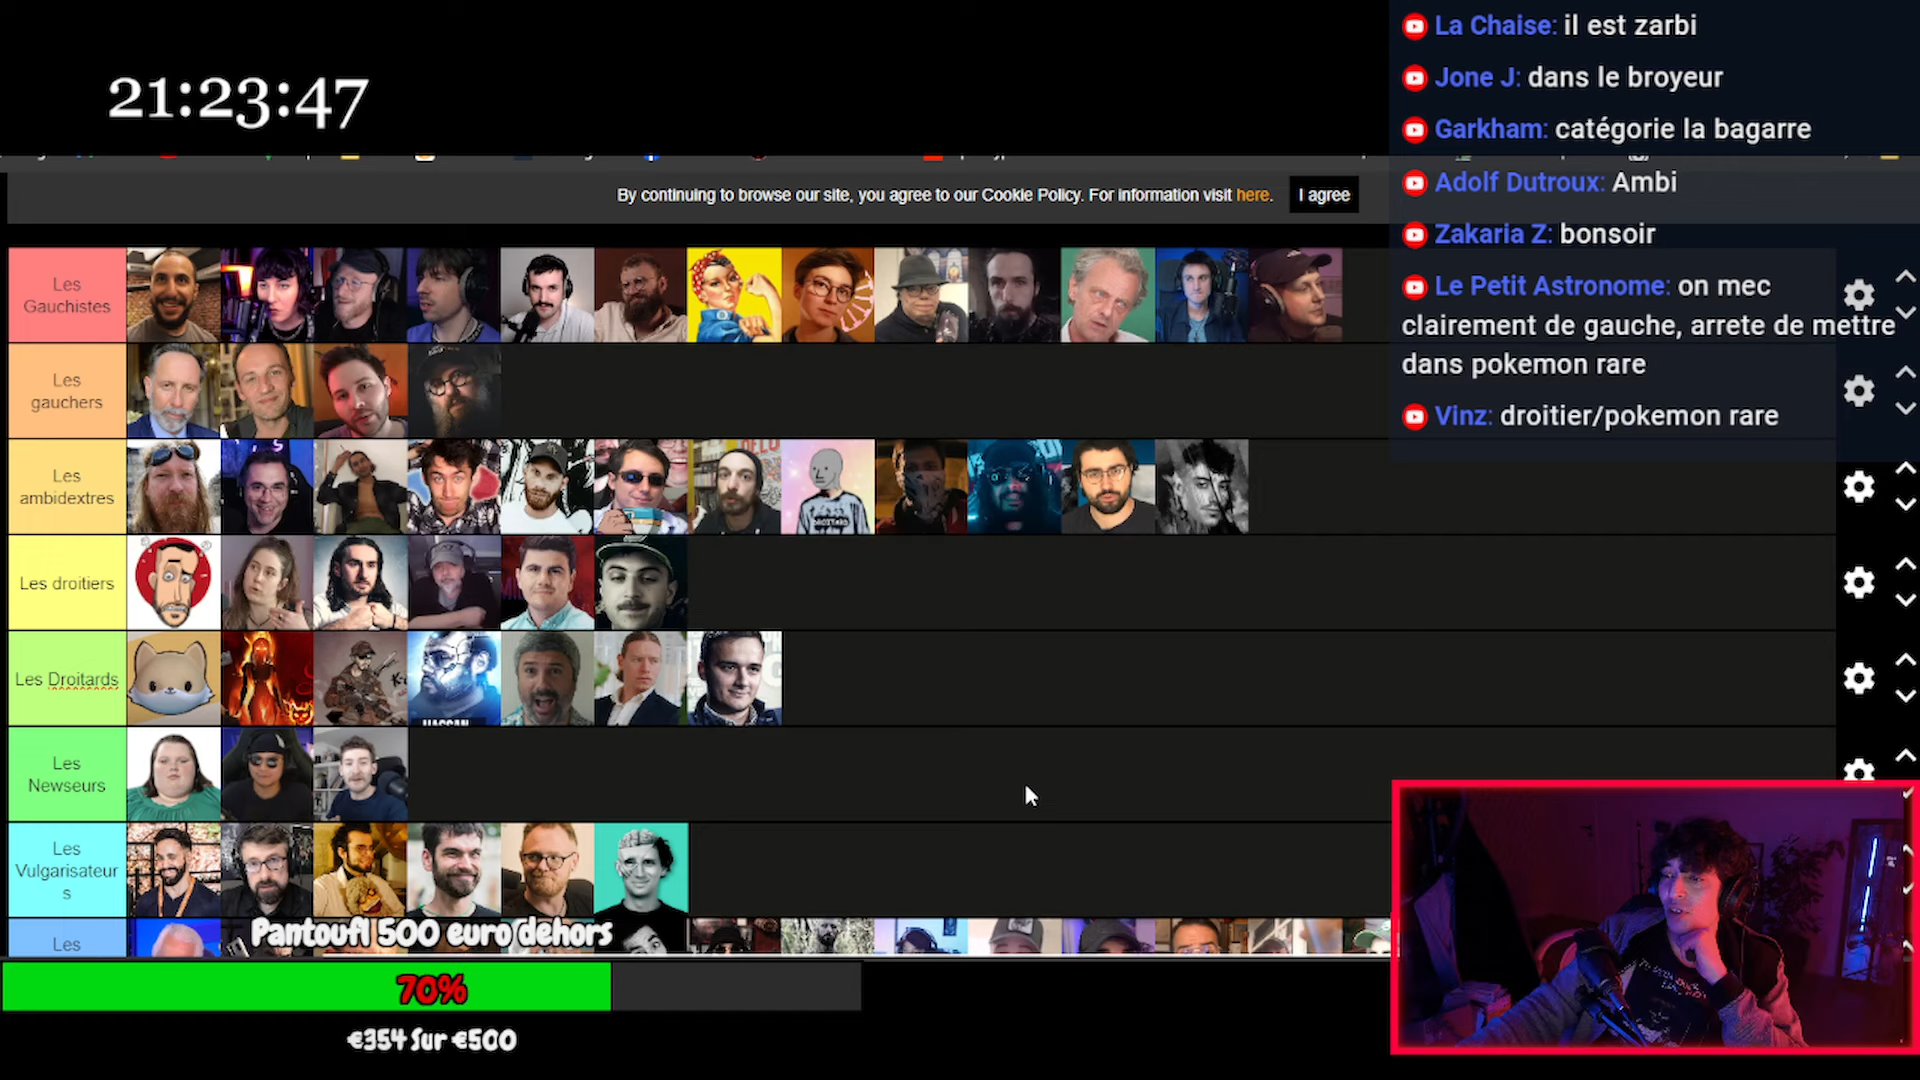 21:23:47
By continuing to browse our site, you agree to our Cookie Policy. For information visit here.
I agree
La Chaise: il est zarbi
Jone J: dans le broyeur
Garkham: catégorie la bagarre
Adolf Dutroux: Ambi
Zakaria Z: bonsoir
Le Petit Astronome: on mec
clairement de gauche, arrete de mettre
dans pokemon rare
Vinz: droitier/pokemon rare
Les
Gauchistes
Les
gauchers
Les
ambidextres
Les droitiers
Les Droitards
HASSAN
Les
Newseurs
Les
Vulgarisateur
s
Les
Pantoufl 500 euro dehors
70%
€354 Sur €500